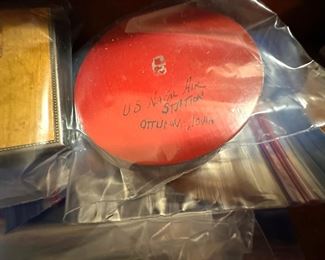 U.S NAVAL AIR
STATION
OTTUMWA, IOWA